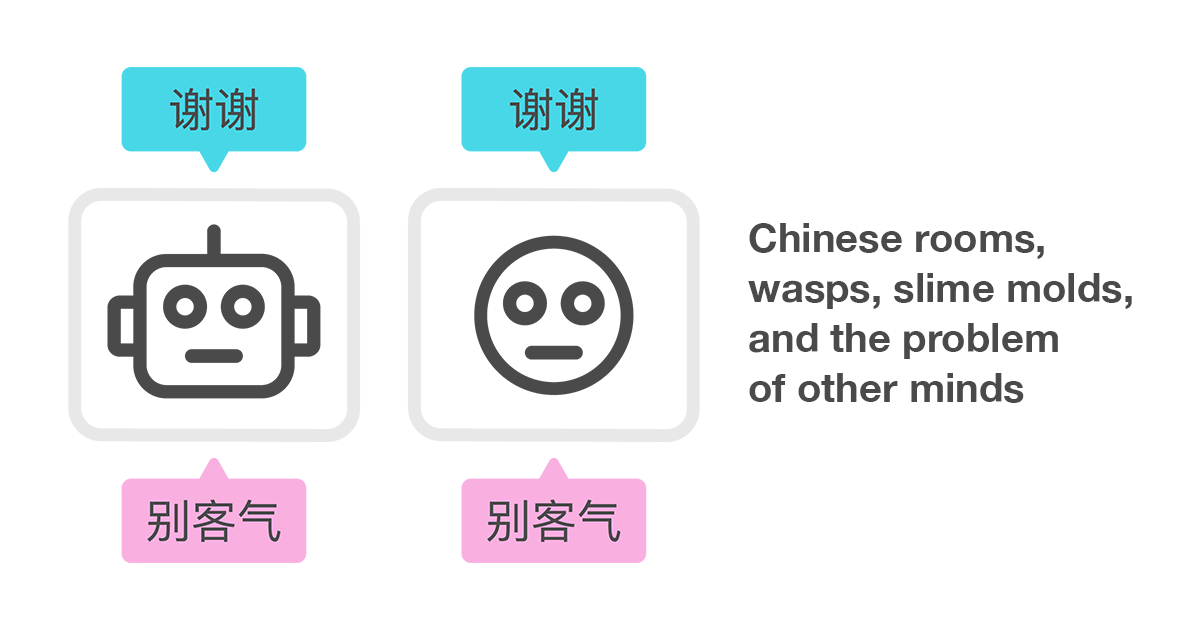 谢谢
谢谢
Chinese rooms,
wasps, slime molds,
and the problem
of other minds
别客气
别客气